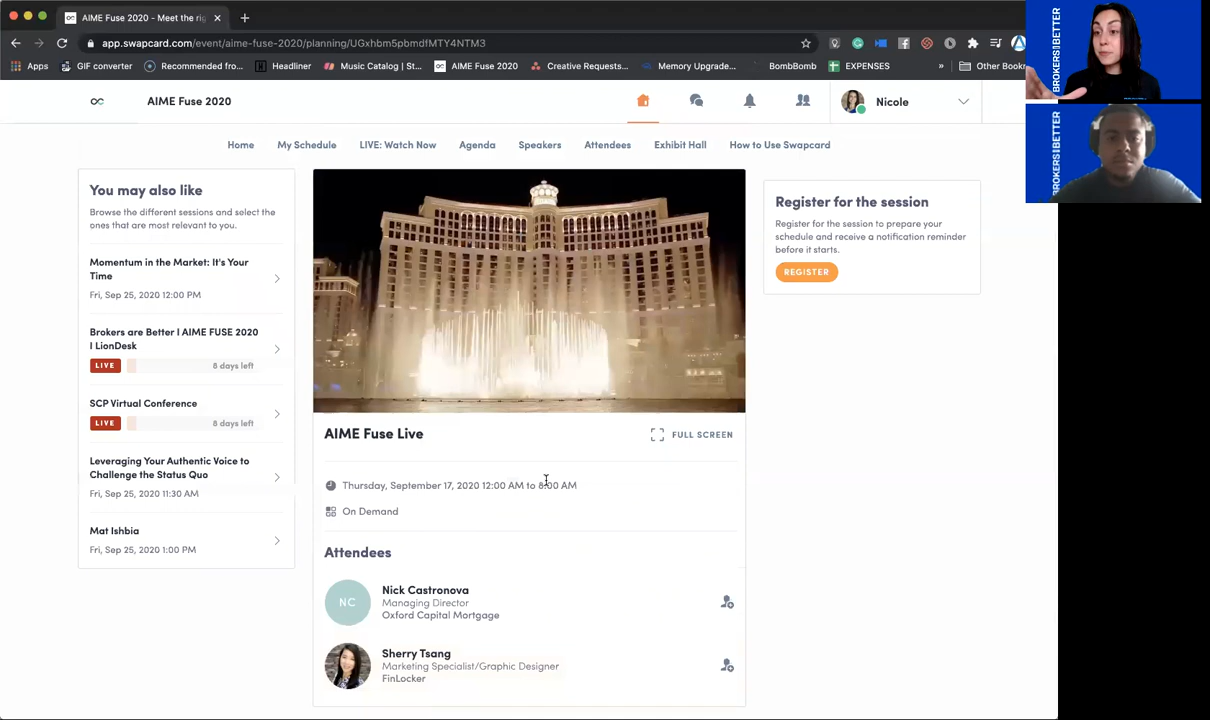 AIME Fuse 2020 - Meet the rig
app.swapcard.com/event/aime-fuse-2020/planning/UGxhbm5pbmdfMTY4NTM3
Apps
GIF converter
Recommended fro...
Headliner
Music Catalog | St...
AIME Fuse 2020
Creative Requests...
Memory Upgrade...
BombBomb
EXPENSES
»
Other Bookm
AIME Fuse 2020
Nicole
Home
My Schedule
LIVE: Watch Now
Agenda
Speakers
Attendees
Exhibit Hall
How to Use Swapcard
You may also like
Browse the different sessions and select the
ones that are most relevant to you.
Momentum in the Market: It's Your
Time
Fri, Sep 25, 2020 12:00 PM
Brokers are Better I AIME FUSE 2020
I LionDesk
LIVE
8 days left
SCP Virtual Conference
LIVE
8 days left
Leveraging Your Authentic Voice to
Challenge the Status Quo
Fri, Sep 25, 2020 11:30 AM
Mat Ishbia
Fri, Sep 25, 2020 1:00 PM
AIME Fuse Live
FULL SCREEN
Thursday, September 17, 2020 12:00 AM to 8:00 AM
On Demand
Attendees
NC
Nick Castronova
Managing Director
Oxford Capital Mortgage
Sherry Tsang
Marketing Specialist/Graphic Designer
FinLocker
Register for the session
Register for the session to prepare your
schedule and receive a notification reminder
before it starts.
REGISTER
BROKERSAREBETTER
BROKERSAREBETTER